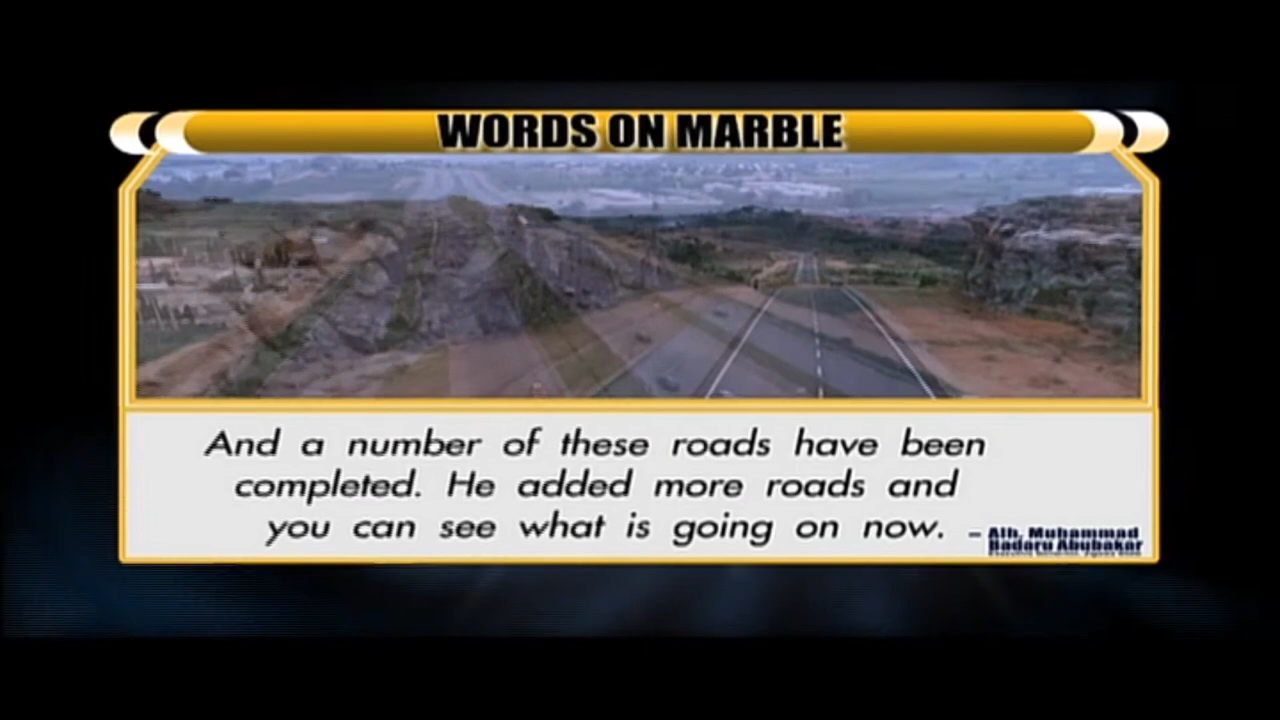 WORDS ON MARBLE
And a number of these roads have been
completed. He added more roads and
you can see what is going on now.
– Alh. Muhammad
Badaru Abubakar